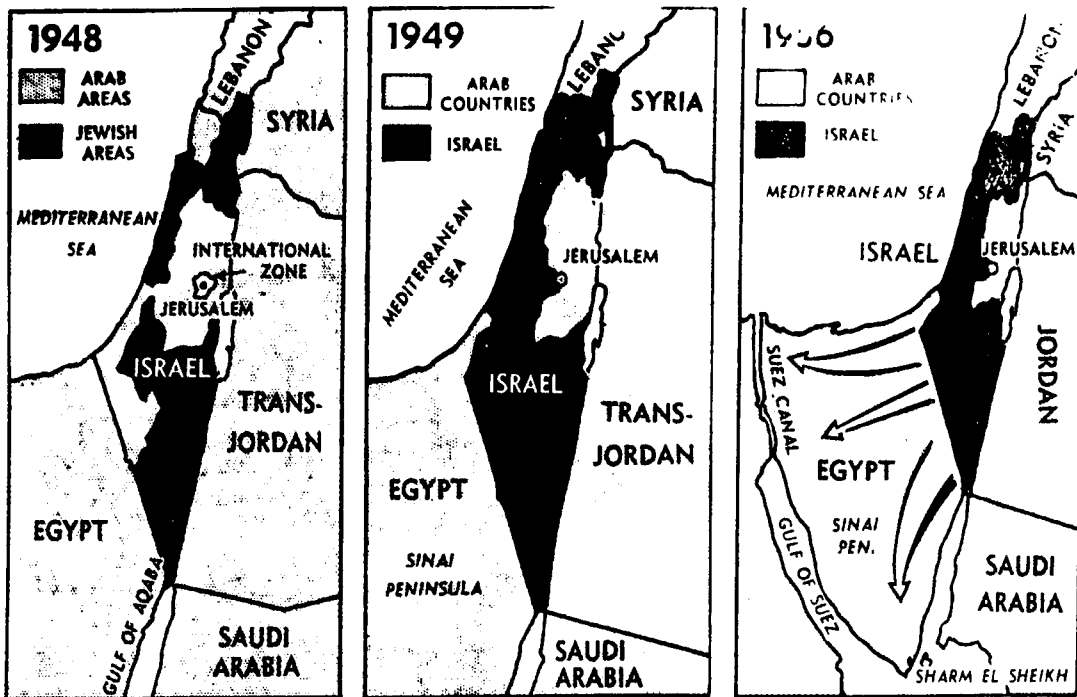 1948
ARAB
AREAS
JEWISH
AREAS
LEBANON
SYRIA
MEDITERRANEAN
SEA
INTERNATIONAL
ZONE
JERUSALEM
ISRAEL
TRANS-
JORDAN
EGYPT
GULF OF AQABA
SAUDI
ARABIA
1949
ARAB
COUNTRIES
ISRAEL
SYRIA
MEDITERRANEAN
SEA
JERUSALEM
ISRAEL
TRANS-
JORDAN
EGYPT
SINAI
PENINSULA
SAUDI
ARABIA
ARAB
COUNTRIES
ISRAEL
SYRIA
MEDITERRANEAN SEA
ISRAEL
JERUSALEM
JORDAN
SUEZ CANAL
EGYPT
SINAI
PEN.
GULF OF SUEZ
SAUDI
ARABIA
SHARM EL SHEIKH